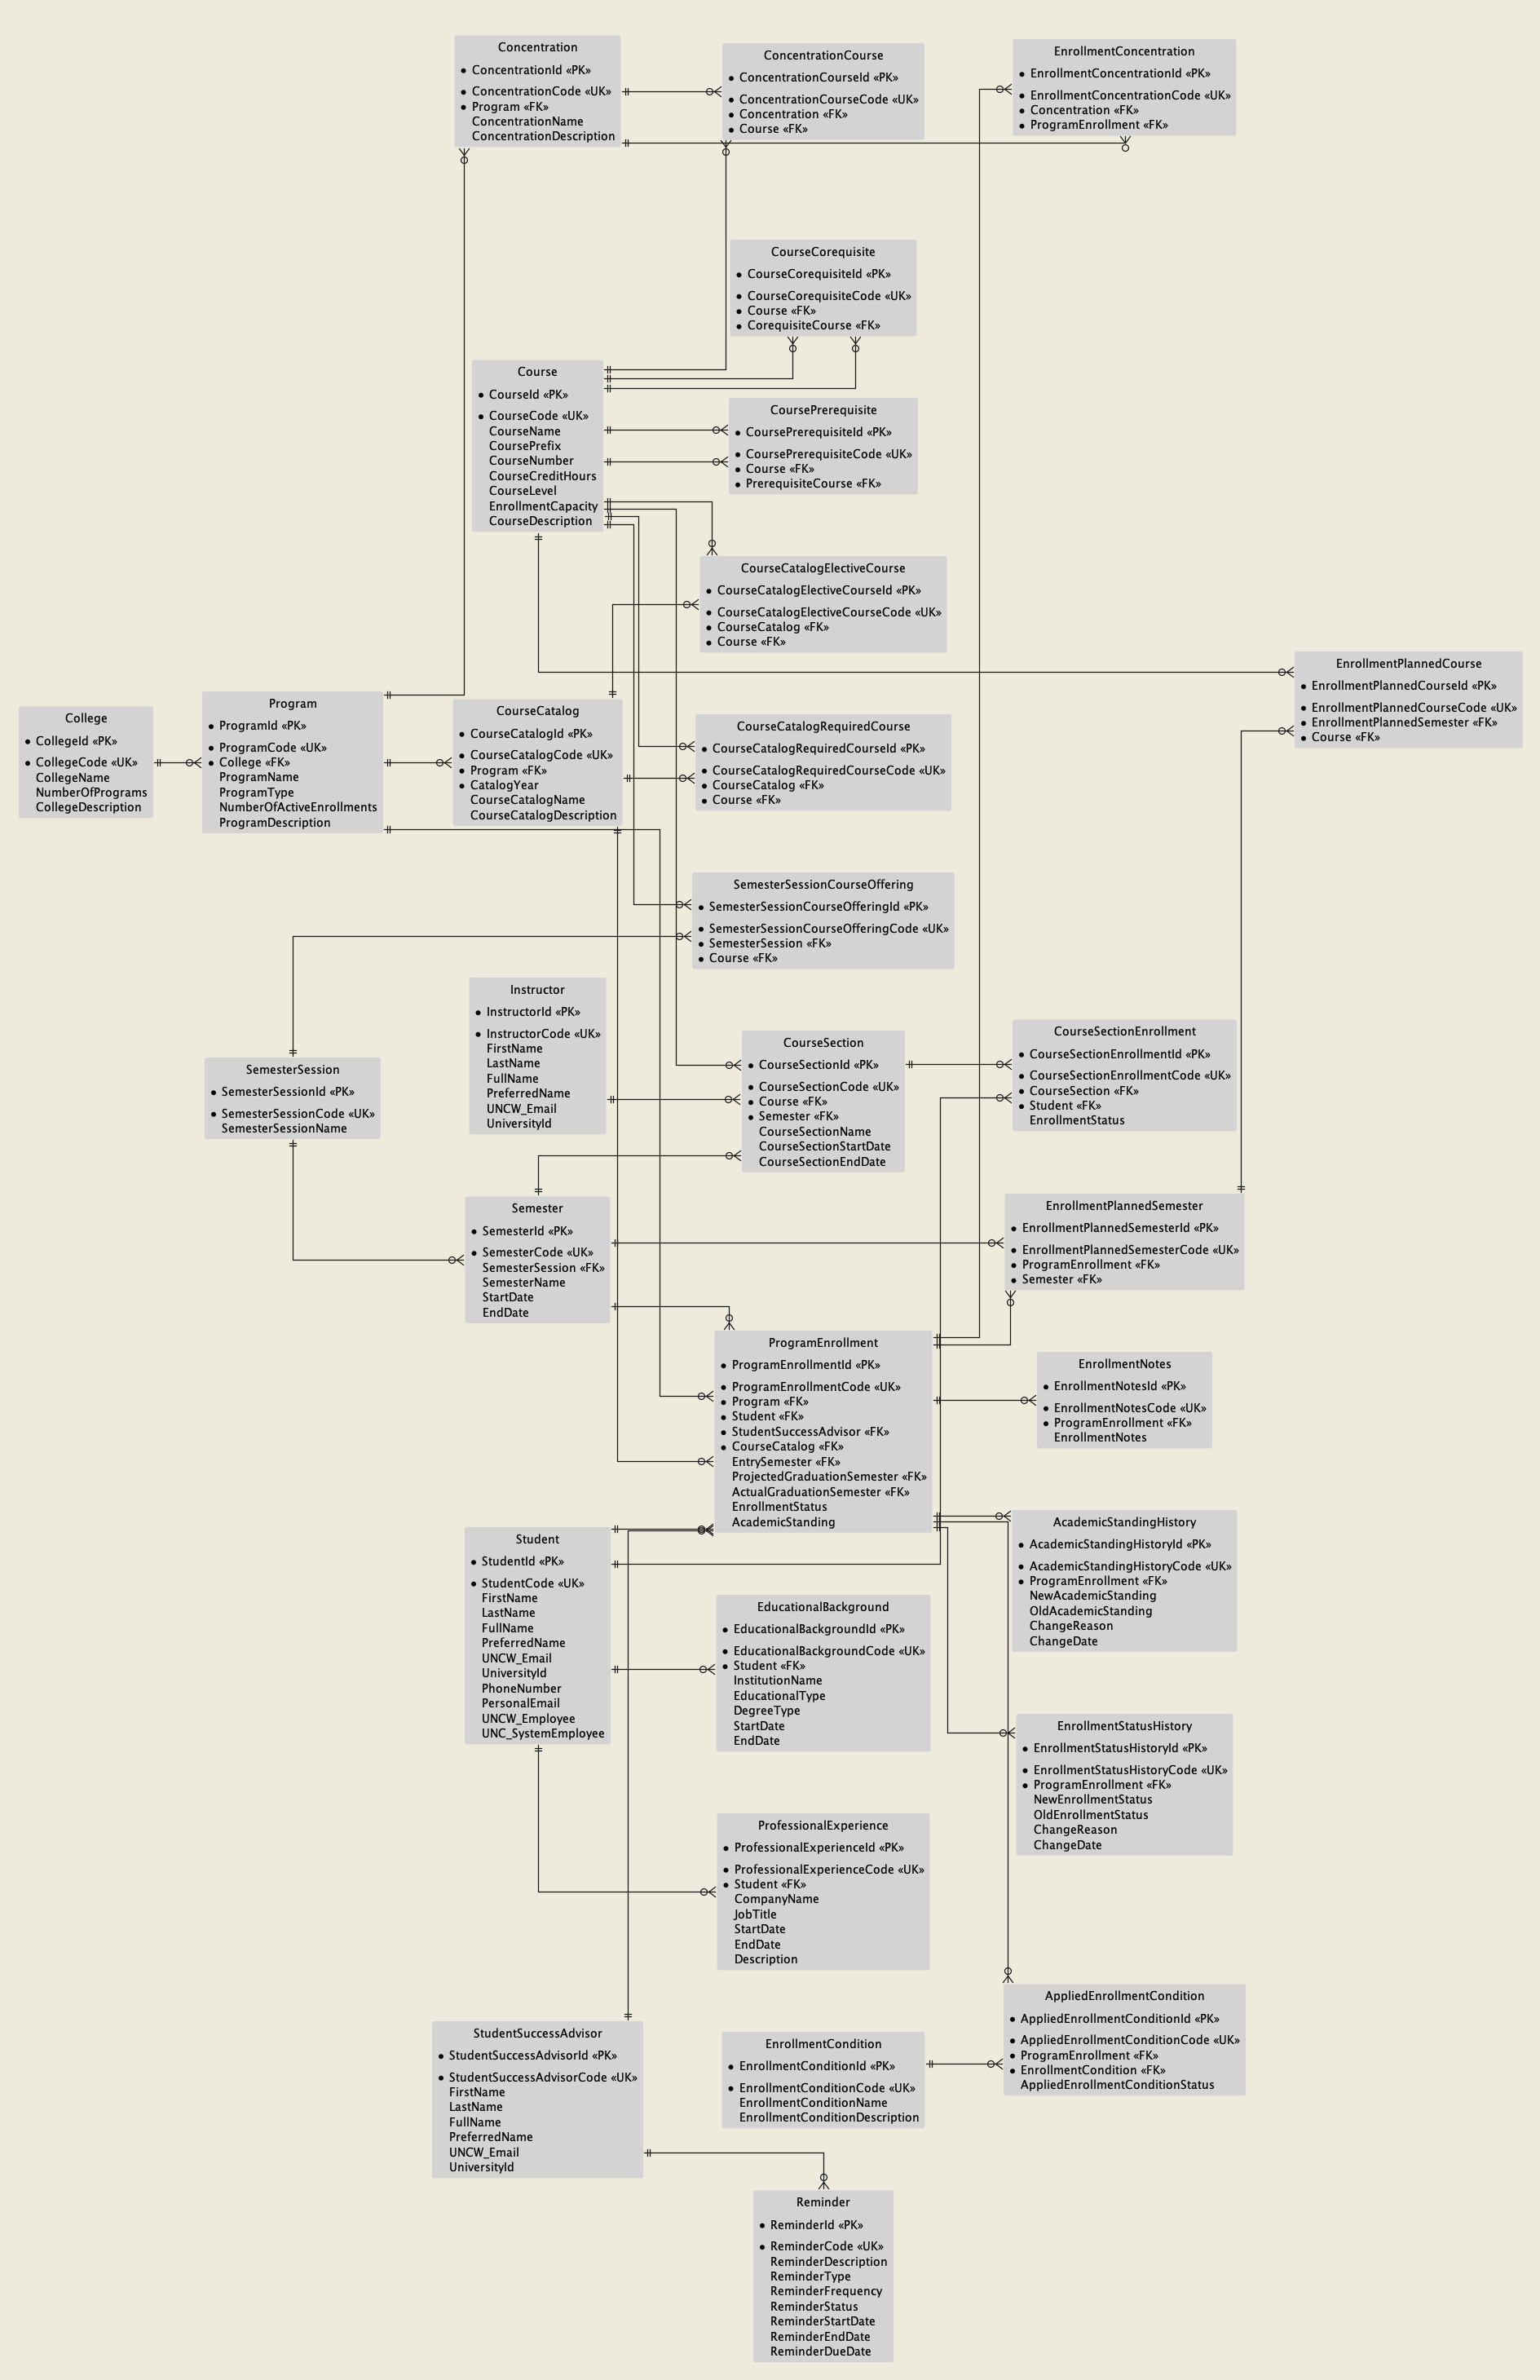 Concentration
● ConcentrationId «PK»
● ConcentrationCode «UK»
● Program «FK»
ConcentrationName
ConcentrationDescription
ConcentrationCourse
● ConcentrationCourseId «PK»
● ConcentrationCourseCode «UK»
● Concentration «FK»
● Course «FK»
EnrollmentConcentration
● EnrollmentConcentrationId «PK»
● EnrollmentConcentrationCode «UK»
● Concentration «FK»
● ProgramEnrollment «FK»
CourseCorequisite
● CourseCorequisiteId «PK»
● CourseCorequisiteCode «UK»
● Course «FK»
● CorequisiteCourse «FK»
Course
● CourseId «PK»
● CourseCode «UK»
CourseName
CoursePrefix
CourseNumber
CourseCreditHours
CourseLevel
EnrollmentCapacity
CourseDescription
CoursePrerequisite
● CoursePrerequisiteId «PK»
● CoursePrerequisiteCode «UK»
● Course «FK»
● PrerequisiteCourse «FK»
CourseCatalogElectiveCourse
● CourseCatalogElectiveCourseId «PK»
● CourseCatalogElectiveCourseCode «UK»
● CourseCatalog «FK»
● Course «FK»
EnrollmentPlannedCourse
● EnrollmentPlannedCourseId «PK»
● EnrollmentPlannedCourseCode «UK»
● EnrollmentPlannedSemester «FK»
● Course «FK»
College
● CollegeId «PK»
● CollegeCode «UK»
CollegeName
NumberOfPrograms
CollegeDescription
Program
● ProgramId «PK»
● ProgramCode «UK»
● College «FK»
ProgramName
ProgramType
NumberOfActiveEnrollments
ProgramDescription
CourseCatalog
● CourseCatalogId «PK»
● CourseCatalogCode «UK»
● Program «FK»
● CatalogYear
CourseCatalogName
CourseCatalogDescription
CourseCatalogRequiredCourse
● CourseCatalogRequiredCourseId «PK»
● CourseCatalogRequiredCourseCode «UK»
● CourseCatalog «FK»
● Course «FK»
SemesterSessionCourseOffering
● SemesterSessionCourseOfferingId «PK»
● SemesterSessionCourseOfferingCode «UK»
● SemesterSession «FK»
● Course «FK»
Instructor
● InstructorId «PK»
● InstructorCode «UK»
FirstName
LastName
FullName
PreferredName
UNCW_Email
UniversityId
CourseSection
● CourseSectionId «PK»
● CourseSectionCode «UK»
● Course «FK»
● Semester «FK»
CourseSectionName
CourseSectionStartDate
CourseSectionEndDate
CourseSectionEnrollment
● CourseSectionEnrollmentId «PK»
● CourseSectionEnrollmentCode «UK»
● CourseSection «FK»
● Student «FK»
EnrollmentStatus
SemesterSession
● SemesterSessionId «PK»
● SemesterSessionCode «UK»
SemesterSessionName
Semester
● SemesterId «PK»
● SemesterCode «UK»
SemesterSession «FK»
SemesterName
StartDate
EndDate
EnrollmentPlannedSemester
● EnrollmentPlannedSemesterId «PK»
● EnrollmentPlannedSemesterCode «UK»
● ProgramEnrollment «FK»
● Semester «FK»
ProgramEnrollment
● ProgramEnrollmentId «PK»
● ProgramEnrollmentCode «UK»
● Program «FK»
● Student «FK»
● StudentSuccessAdvisor «FK»
● CourseCatalog «FK»
EntrySemester «FK»
ProjectedGraduationSemester «FK»
ActualGraduationSemester «FK»
EnrollmentStatus
AcademicStanding
EnrollmentNotes
● EnrollmentNotesId «PK»
● EnrollmentNotesCode «UK»
● ProgramEnrollment «FK»
EnrollmentNotes
Student
● StudentId «PK»
● StudentCode «UK»
FirstName
LastName
FullName
PreferredName
UNCW_Email
UniversityId
PhoneNumber
PersonalEmail
UNCW_Employee
UNC_SystemEmployee
AcademicStandingHistory
● AcademicStandingHistoryId «PK»
● AcademicStandingHistoryCode «UK»
● ProgramEnrollment «FK»
NewAcademicStanding
OldAcademicStanding
ChangeReason
ChangeDate
EducationalBackground
● EducationalBackgroundId «PK»
● EducationalBackgroundCode «UK»
● Student «FK»
InstitutionName
EducationalType
DegreeType
StartDate
EndDate
EnrollmentStatusHistory
● EnrollmentStatusHistoryId «PK»
● EnrollmentStatusHistoryCode «UK»
● ProgramEnrollment «FK»
NewEnrollmentStatus
OldEnrollmentStatus
ChangeReason
ChangeDate
ProfessionalExperience
● ProfessionalExperienceId «PK»
● ProfessionalExperienceCode «UK»
● Student «FK»
CompanyName
JobTitle
StartDate
EndDate
Description
StudentSuccessAdvisor
● StudentSuccessAdvisorId «PK»
● StudentSuccessAdvisorCode «UK»
FirstName
LastName
FullName
PreferredName
UNCW_Email
UniversityId
EnrollmentCondition
● EnrollmentConditionId «PK»
● EnrollmentConditionCode «UK»
EnrollmentConditionName
EnrollmentConditionDescription
AppliedEnrollmentCondition
● AppliedEnrollmentConditionId «PK»
● AppliedEnrollmentConditionCode «UK»
● ProgramEnrollment «FK»
● EnrollmentCondition «FK»
AppliedEnrollmentConditionStatus
Reminder
● ReminderId «PK»
● ReminderCode «UK»
ReminderDescription
ReminderType
ReminderFrequency
ReminderStatus
ReminderStartDate
ReminderEndDate
ReminderDueDate